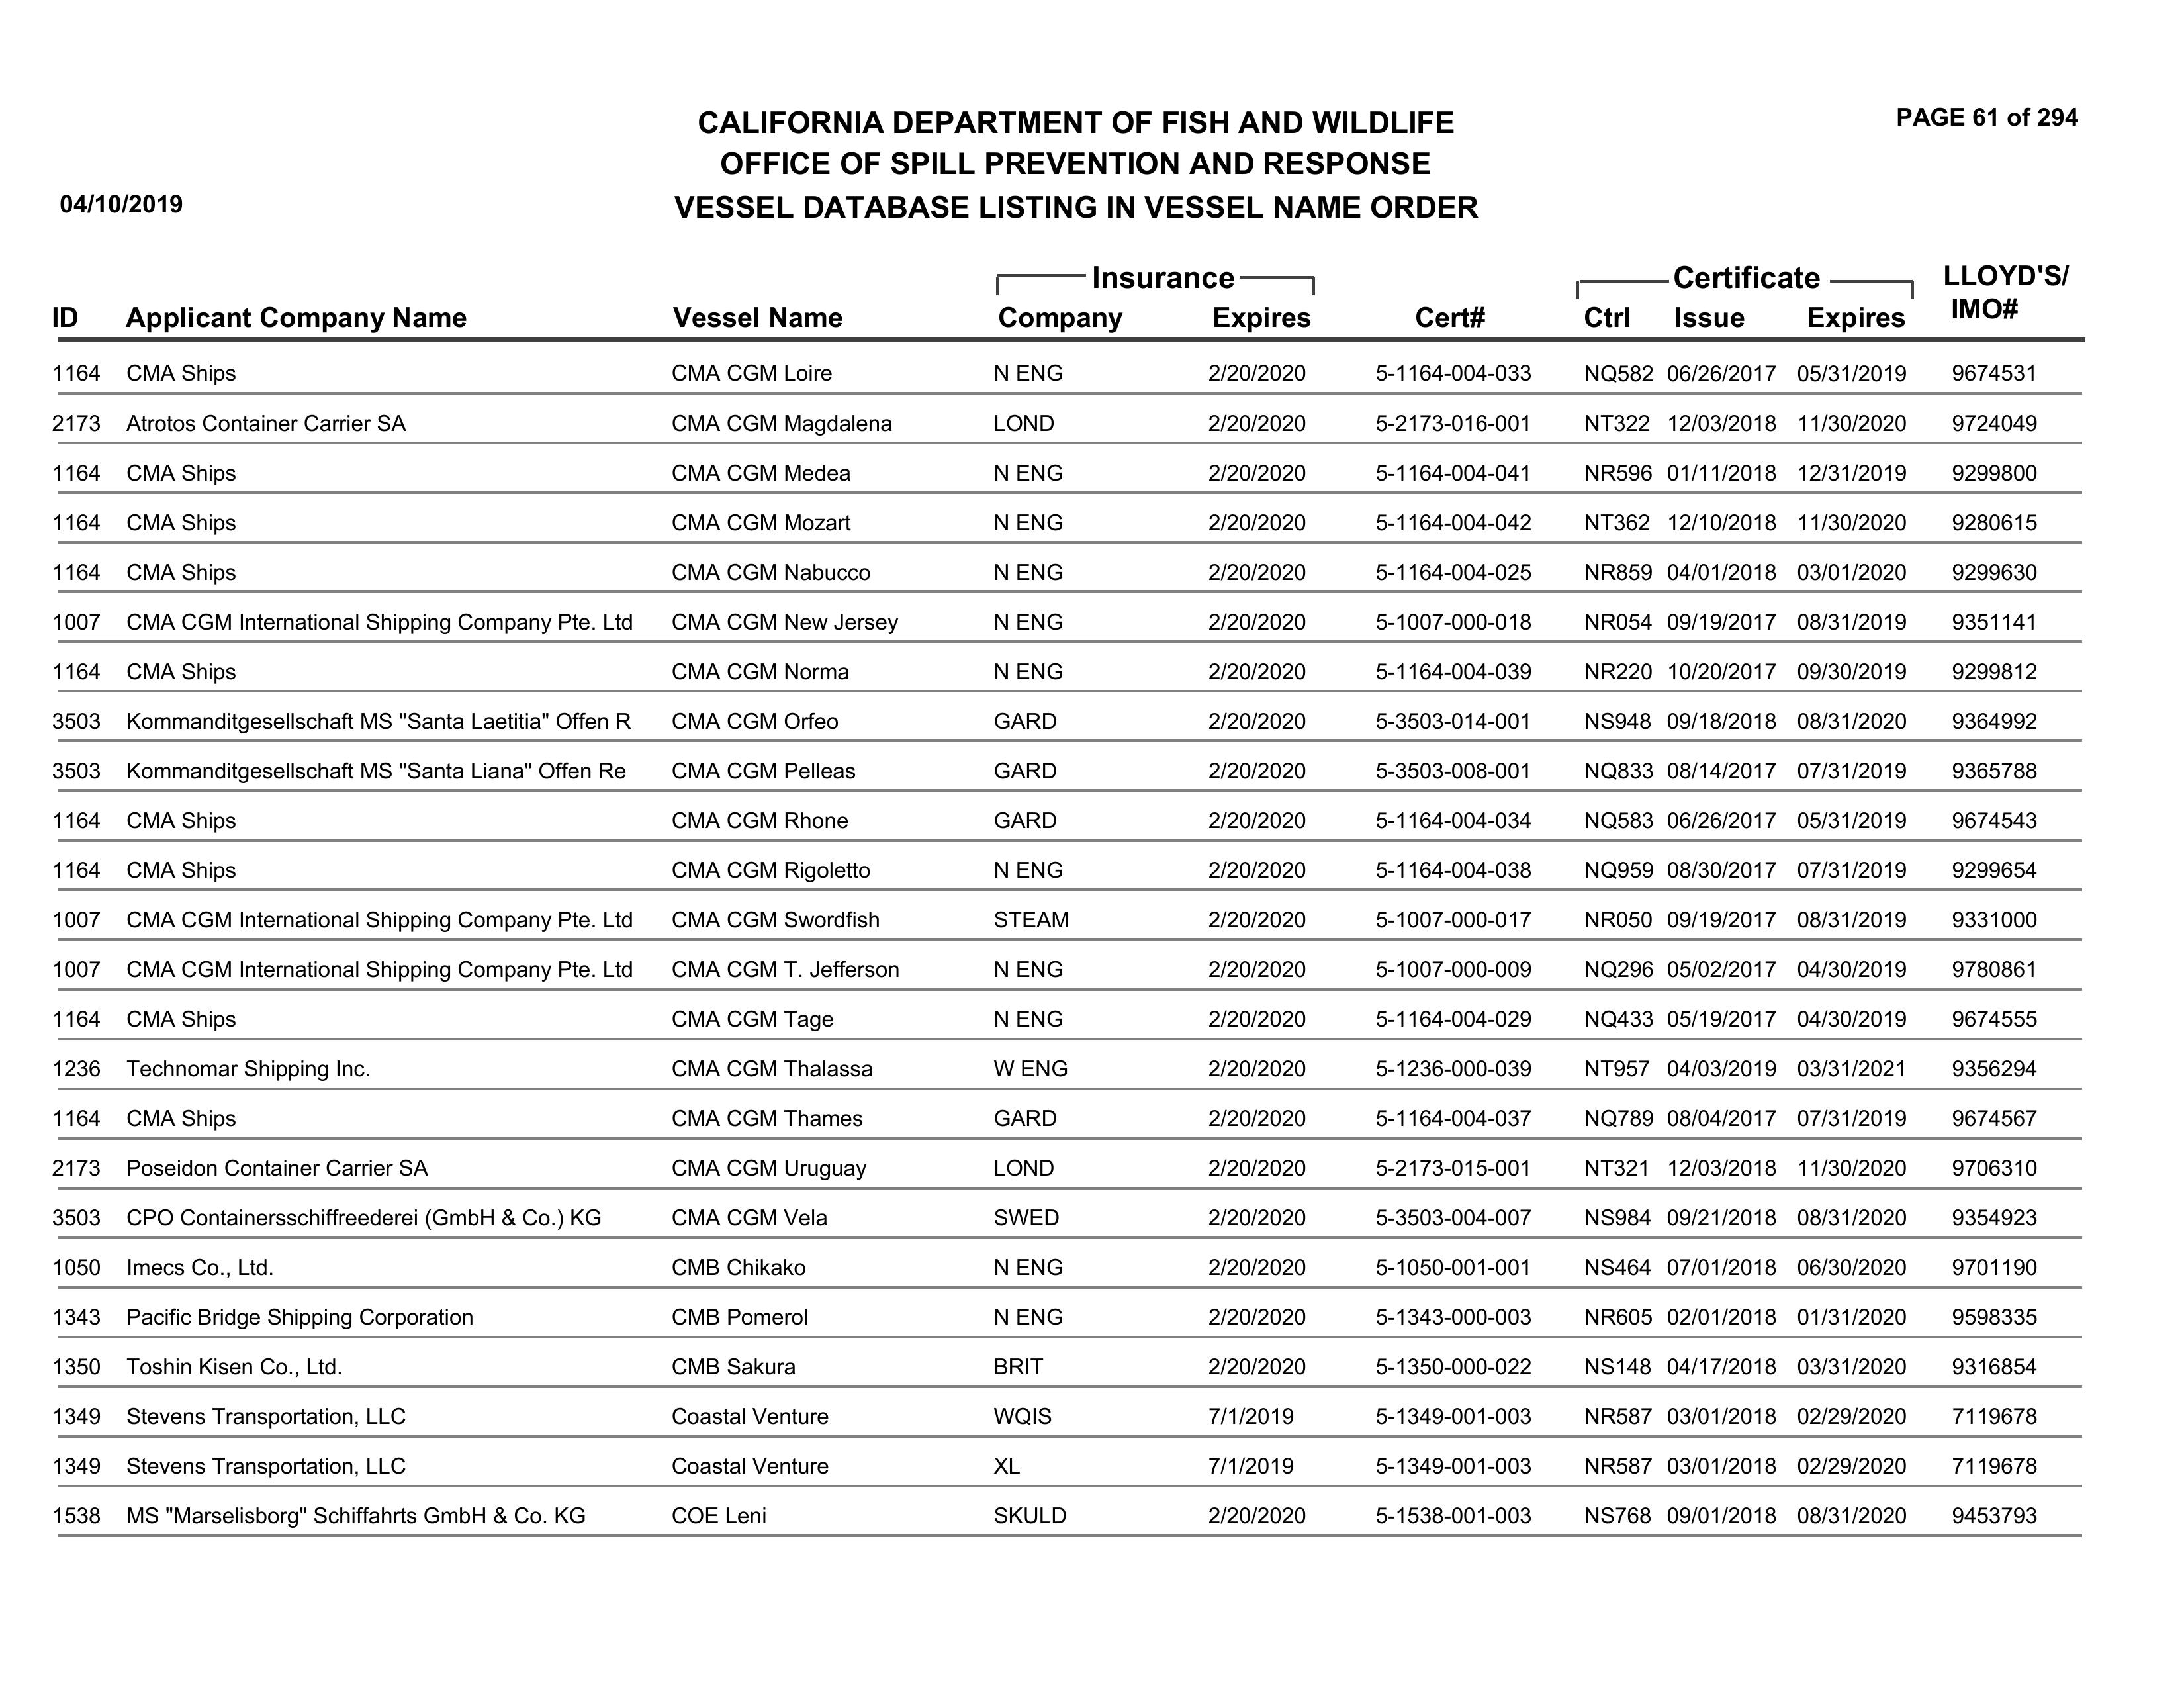 PAGE 61 of 294
CALIFORNIA DEPARTMENT OF FISH AND WILDLIFE
OFFICE OF SPILL PREVENTION AND RESPONSE
04/10/2019 VESSEL DATABASE LISTING IN VESSEL NAME ORDER
Insurance Certificate LLOYD'S/
ID Applicant Company Name Vessel Name Company Expires Cert# Ctrl Issue Expires IMO#
1164 CMA Ships CMA CGM Loire N ENG 2/20/2020 5-1164-004-033 NQ582 06/26/2017 05/31/2019 9674531
2173 Atrotos Container Carrier SA CMA CGM Magdalena LOND 2/20/2020 5-2173-016-001 NT322 12/03/2018 11/30/2020 9724049
1164 CMA Ships CMA CGM Medea N ENG 2/20/2020 5-1164-004-041 NR596 01/11/2018 12/31/2019 9299800
1164 CMA Ships CMA CGM Mozart N ENG 2/20/2020 5-1164-004-042 NT362 12/10/2018 11/30/2020 9280615
1164 CMA Ships CMA CGM Nabucco N ENG 2/20/2020 5-1164-004-025 NR859 04/01/2018 03/01/2020 9299630
1007 CMA CGM International Shipping Company Pte. Ltd CMA CGM New Jersey N ENG 2/20/2020 5-1007-000-018 NR054 09/19/2017 08/31/2019 9351141
1164 CMA Ships CMA CGM Norma N ENG 2/20/2020 5-1164-004-039 NR220 10/20/2017 09/30/2019 9299812
3503 Kommanditgesellschaft MS "Santa Laetitia" Offen R CMA CGM Orfeo GARD 2/20/2020 5-3503-014-001 NS948 09/18/2018 08/31/2020 9364992
3503 Kommanditgesellschaft MS "Santa Liana" Offen Re CMA CGM Pelleas GARD 2/20/2020 5-3503-008-001 NQ833 08/14/2017 07/31/2019 9365788
1164 CMA Ships CMA CGM Rhone GARD 2/20/2020 5-1164-004-034 NQ583 06/26/2017 05/31/2019 9674543
1164 CMA Ships CMA CGM Rigoletto N ENG 2/20/2020 5-1164-004-038 NQ959 08/30/2017 07/31/2019 9299654
1007 CMA CGM International Shipping Company Pte. Ltd CMA CGM Swordfish STEAM 2/20/2020 5-1007-000-017 NR050 09/19/2017 08/31/2019 9331000
1007 CMA CGM International Shipping Company Pte. Ltd CMA CGM T. Jefferson N ENG 2/20/2020 5-1007-000-009 NQ296 05/02/2017 04/30/2019 9780861
1164 CMA Ships CMA CGM Tage N ENG 2/20/2020 5-1164-004-029 NQ433 05/19/2017 04/30/2019 9674555
1236 Technomar Shipping Inc. CMA CGM Thalassa W ENG 2/20/2020 5-1236-000-039 NT957 04/03/2019 03/31/2021 9356294
1164 CMA Ships CMA CGM Thames GARD 2/20/2020 5-1164-004-037 NQ789 08/04/2017 07/31/2019 9674567
2173 Poseidon Container Carrier SA CMA CGM Uruguay LOND 2/20/2020 5-2173-015-001 NT321 12/03/2018 11/30/2020 9706310
3503 CPO Containersschiffreederei (GmbH & Co.) KG CMA CGM Vela SWED 2/20/2020 5-3503-004-007 NS984 09/21/2018 08/31/2020 9354923
1050 Imecs Co., Ltd. CMB Chikako N ENG 2/20/2020 5-1050-001-001 NS464 07/01/2018 06/30/2020 9701190
1343 Pacific Bridge Shipping Corporation CMB Pomerol N ENG 2/20/2020 5-1343-000-003 NR605 02/01/2018 01/31/2020 9598335
1350 Toshin Kisen Co., Ltd. CMB Sakura BRIT 2/20/2020 5-1350-000-022 NS148 04/17/2018 03/31/2020 9316854
1349 Stevens Transportation, LLC Coastal Venture WQIS 7/1/2019 5-1349-001-003 NR587 03/01/2018 02/29/2020 7119678
1349 Stevens Transportation, LLC Coastal Venture XL 7/1/2019 5-1349-001-003 NR587 03/01/2018 02/29/2020 7119678
1538 MS "Marselisborg" Schiffahrts GmbH & Co. KG COE Leni SKULD 2/20/2020 5-1538-001-003 NS768 09/01/2018 08/31/2020 9453793